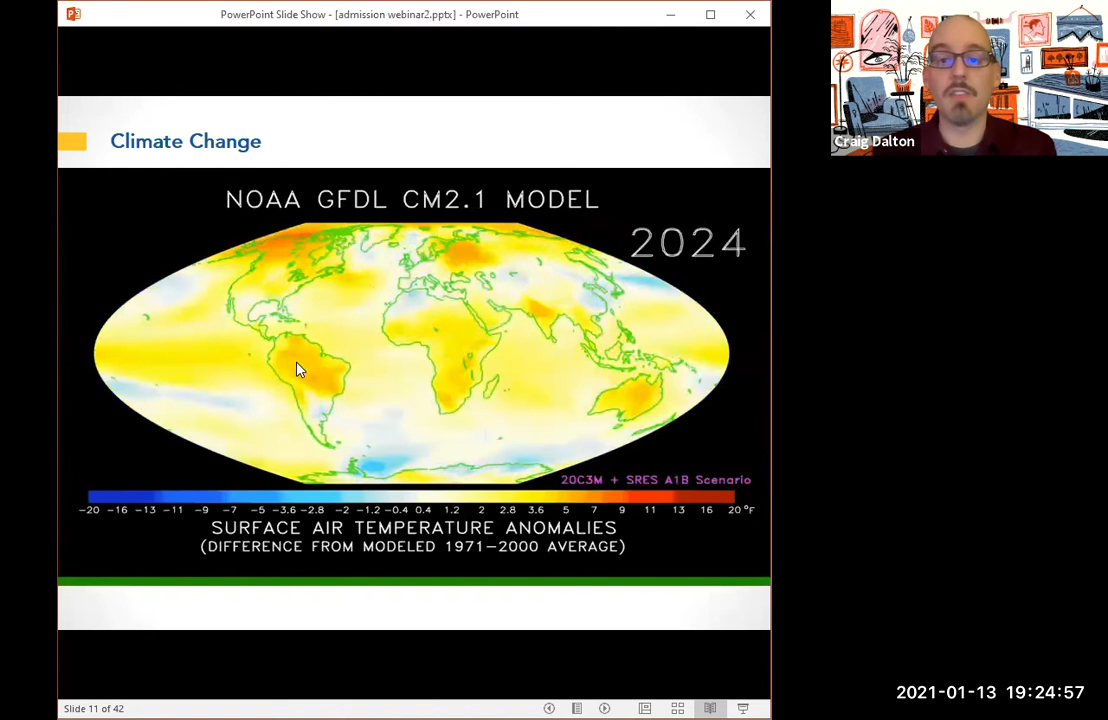 PowerPoint Slide Show - [admission webinar2.pptx] - PowerPoint
Climate Change
NOAA GFDL CM2.1 MODEL
2024
20C3M + SRES A1B Scenario
-20 -16 -13 -11 -9 -7 -5 -3.6 -2.8 -2 -1.2 -0.4 0.4 1.2 2 2.8 3.6 5 7 9 11 13 16 20 °F
SURFACE AIR TEMPERATURE ANOMALIES
(DIFFERENCE FROM MODELED 1971-2000 AVERAGE)
Slide 11 of 42
Craig Dalton
2021-01-13 19:24:57